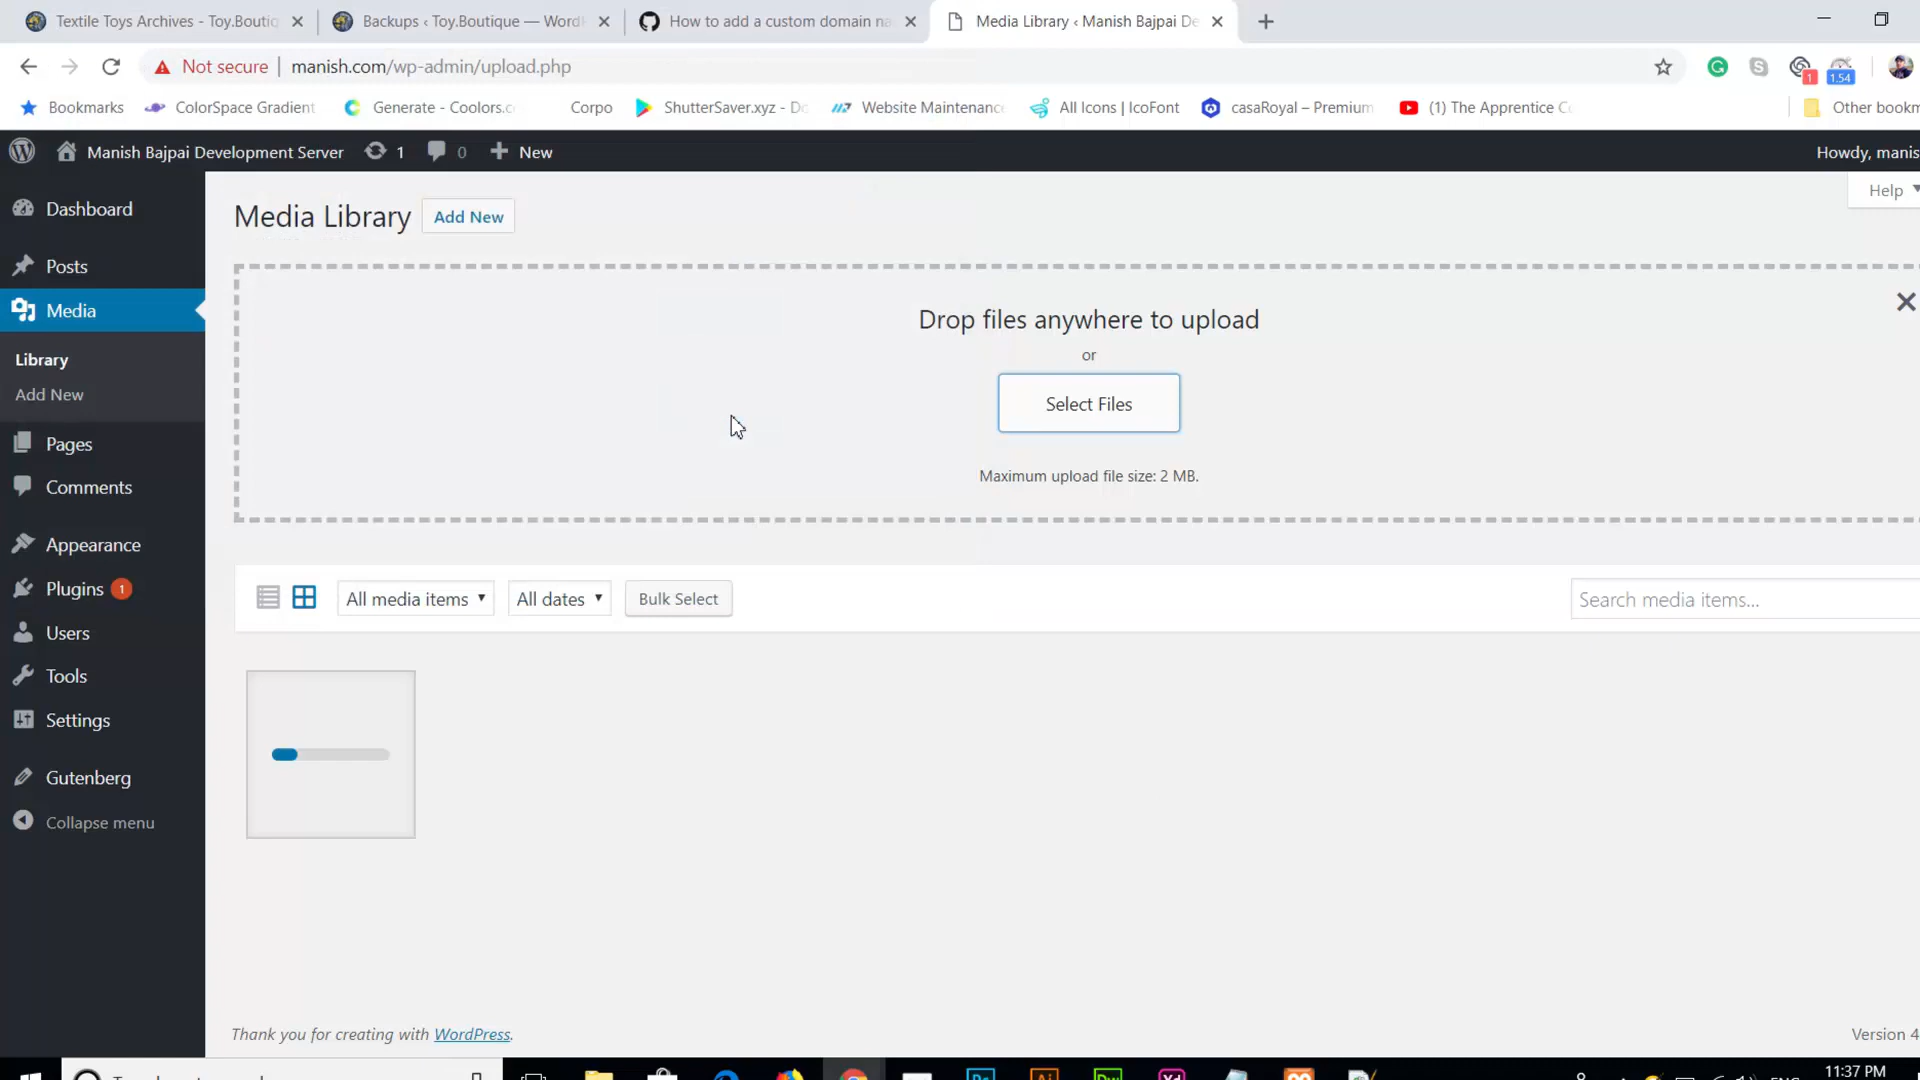 Textile Toys Archives - Toy.Boutiq
Backups ‹ Toy.Boutique — Word
How to add a custom domain na
Media Library ‹ Manish Bajpai De
Not secure
manish.com/wp-admin/upload.php
1
1.54
Bookmarks
ColorSpace Gradient
Generate - Coolors.c
Corpo
ShutterSaver.xyz - Do
Website Maintenanc
All Icons | IcoFont
casaRoyal – Premium
(1) The Apprentice Co
Other bookm
Manish Bajpai Development Server
1
0
New
Howdy, manis
Dashboard
Posts
Media
Library
Add New
Pages
Comments
Appearance
Plugins 1
Users
Tools
Settings
Gutenberg
Collapse menu
Media Library
Add New
Help
Drop files anywhere to upload
or
Select Files
Maximum upload file size: 2 MB.
All media items
All dates
Bulk Select
Search media items...
Thank you for creating with WordPress.
Version 4
11:37 PM